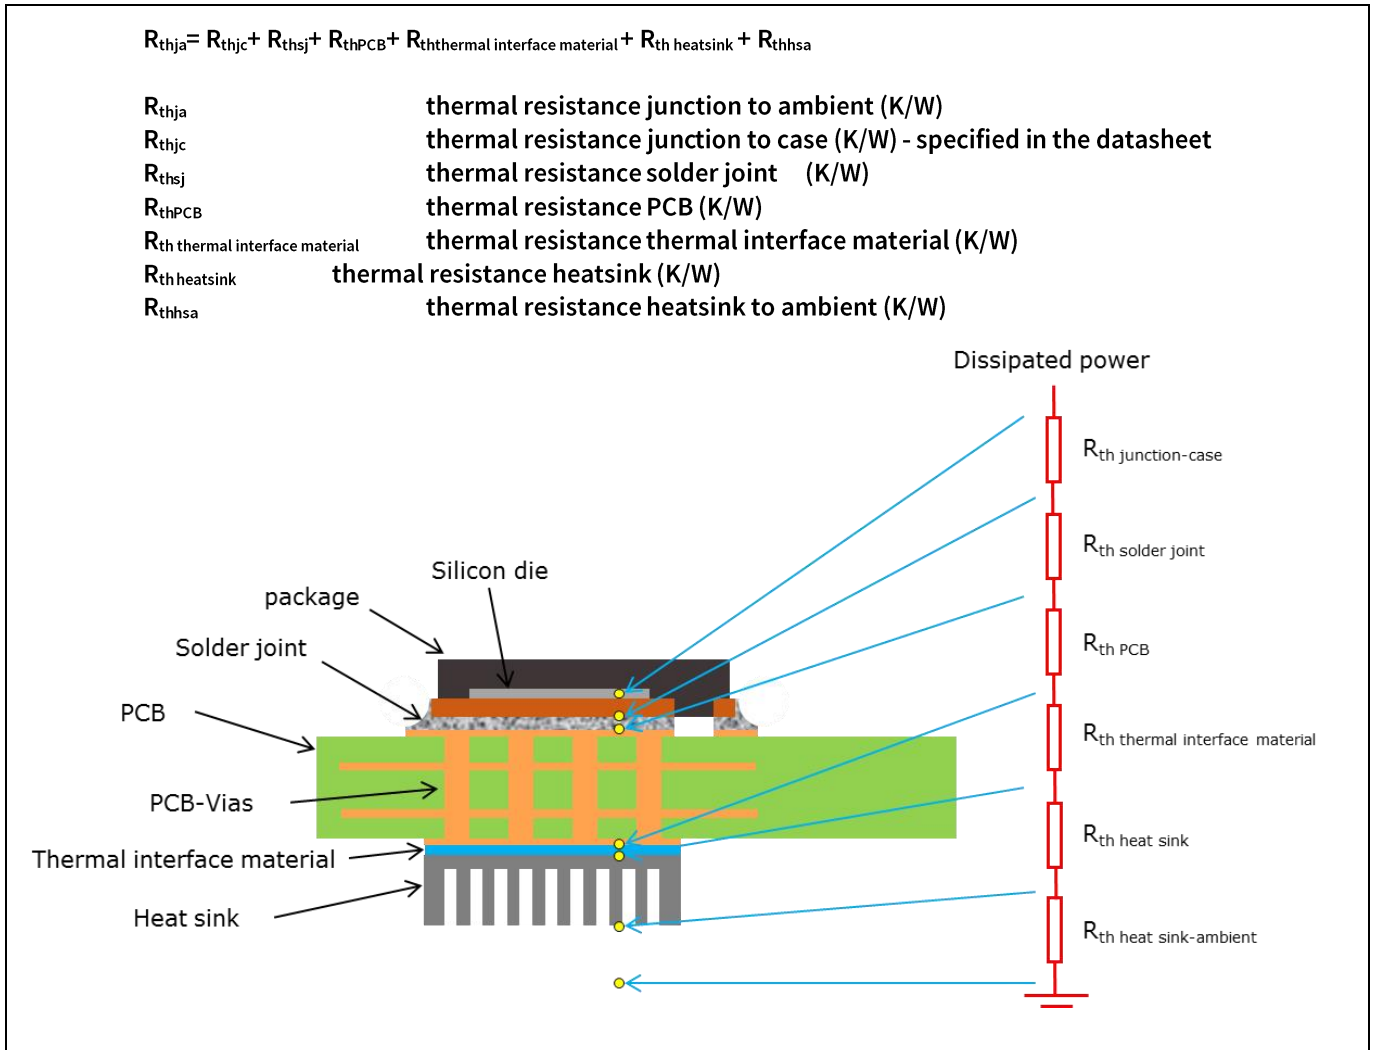 Rthja= Rthjc+ Rthsj+ RthPCB+ Rththermal interface material+ Rth heatsink + Rthhsa
Rthja thermal resistance junction to ambient (K/W)
Rthjc thermal resistance junction to case (K/W) - specified in the datasheet
Rthsj thermal resistance solder joint (K/W)
RthPCB thermal resistance PCB (K/W)
Rth thermal interface material thermal resistance thermal interface material (K/W)
Rth heatsink thermal resistance heatsink (K/W)
Rthhsa thermal resistance heatsink to ambient (K/W)
Dissipated power
Rth junction-case
Rth solder joint
Silicon die
package
Solder joint
Rth PCB
PCB
Rth thermal interface material
PCB-Vias
Rth heat sink
Thermal interface material
Heat sink
Rth heat sink-ambient